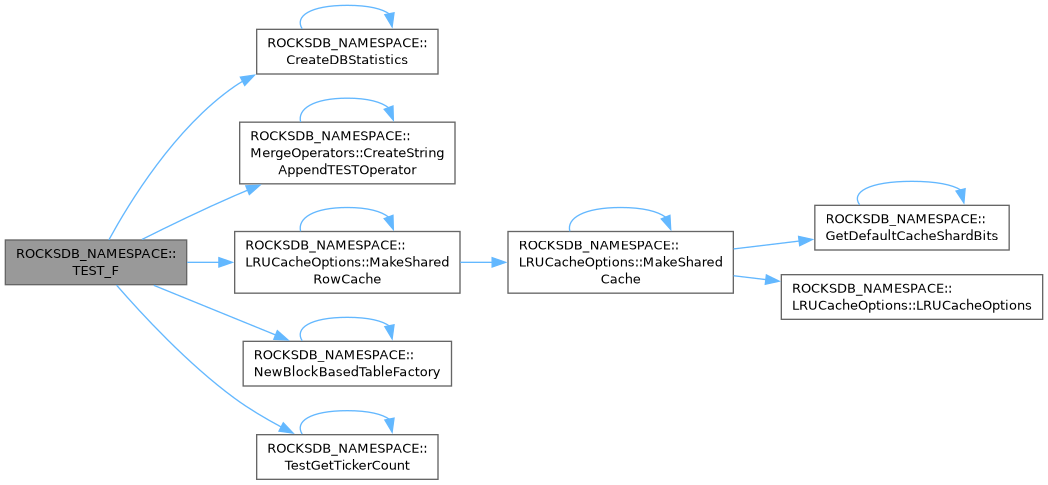 ROCKSDB_NAMESPACE::
TEST_F
ROCKSDB_NAMESPACE::
CreateDBStatistics
ROCKSDB_NAMESPACE::
MergeOperators::CreateString
AppendTESTOperator
ROCKSDB_NAMESPACE::
LRUCacheOptions::MakeShared
RowCache
ROCKSDB_NAMESPACE::
LRUCacheOptions::MakeShared
Cache
ROCKSDB_NAMESPACE::
GetDefaultCacheShardBits
ROCKSDB_NAMESPACE::
LRUCacheOptions::LRUCacheOptions
ROCKSDB_NAMESPACE::
NewBlockBasedTableFactory
ROCKSDB_NAMESPACE::
TestGetTickerCount